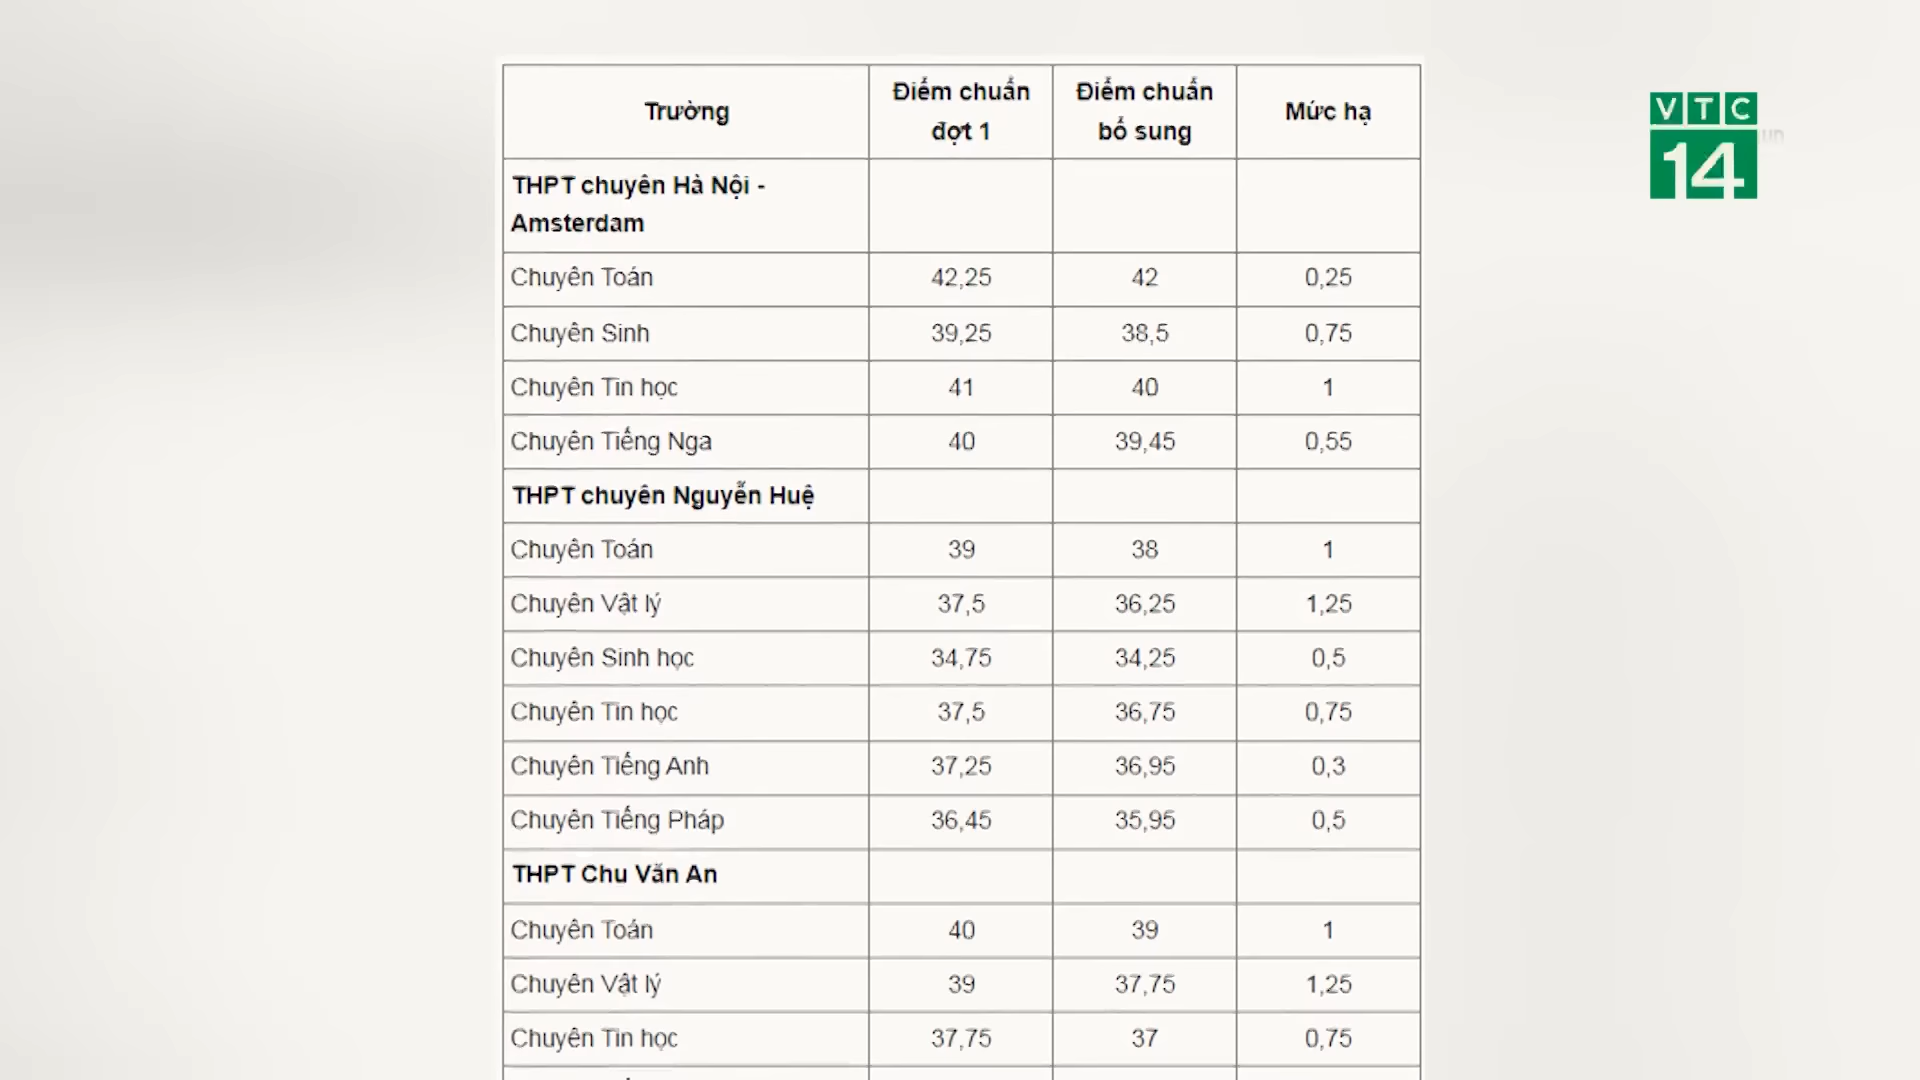 Trường Điểm chuẩn đợt 1 Điểm chuẩn bổ sung Mức hạ
THPT chuyên Hà Nội -
Amsterdam
Chuyên Toán 42,25 42 0,25
Chuyên Sinh 39,25 38,5 0,75
Chuyên Tin học 41 40 1
Chuyên Tiếng Nga 40 39,45 0,55
THPT chuyên Nguyễn Huệ
Chuyên Toán 39 38 1
Chuyên Vật lý 37,5 36,25 1,25
Chuyên Sinh học 34,75 34,25 0,5
Chuyên Tin học 37,5 36,75 0,75
Chuyên Tiếng Anh 37,25 36,95 0,3
Chuyên Tiếng Pháp 36,45 35,95 0,5
THPT Chu Văn An
Chuyên Toán 40 39 1
Chuyên Vật lý 39 37,75 1,25
Chuyên Tin học 37,75 37 0,75
VTC
14